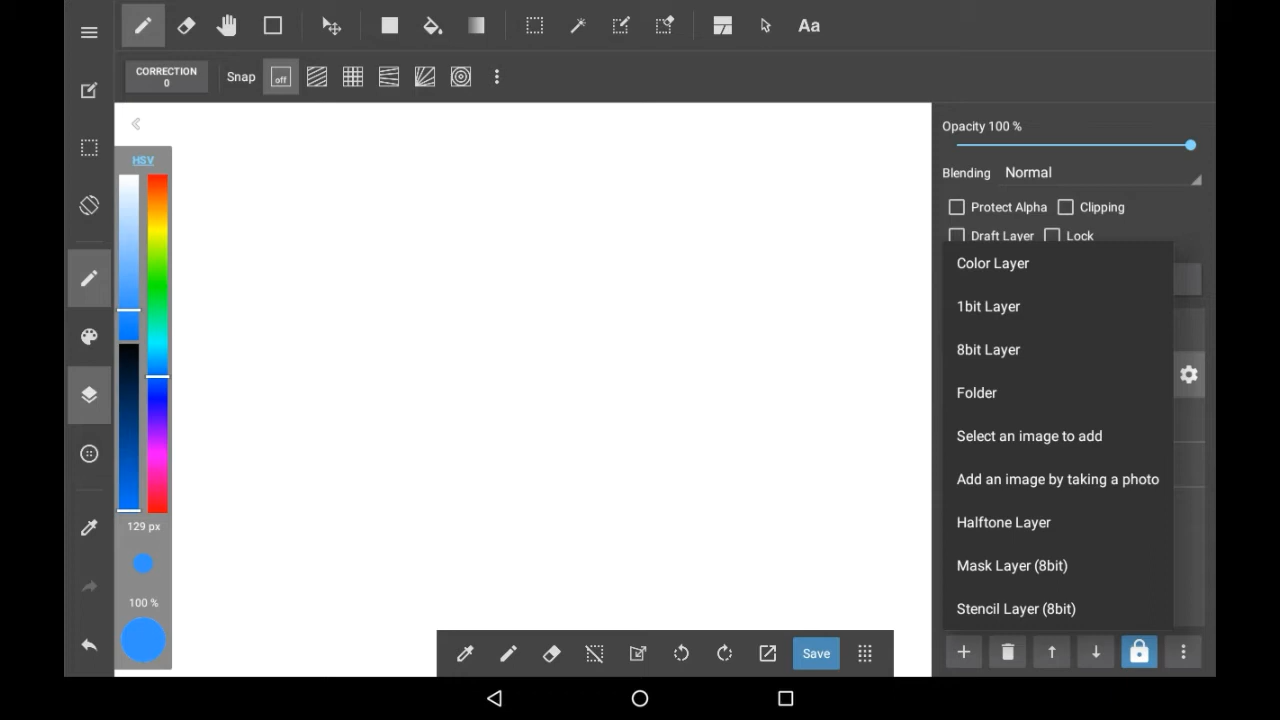 Aa
CORRECTION
0
Snap
off
HSV
129 px
100 %
Opacity 100 %
Blending Normal
Protect Alpha Clipping
Draft Layer Lock
Color Layer
1bit Layer
8bit Layer
Folder
Select an image to add
Add an image by taking a photo
Halftone Layer
Mask Layer (8bit)
Stencil Layer (8bit)
Save